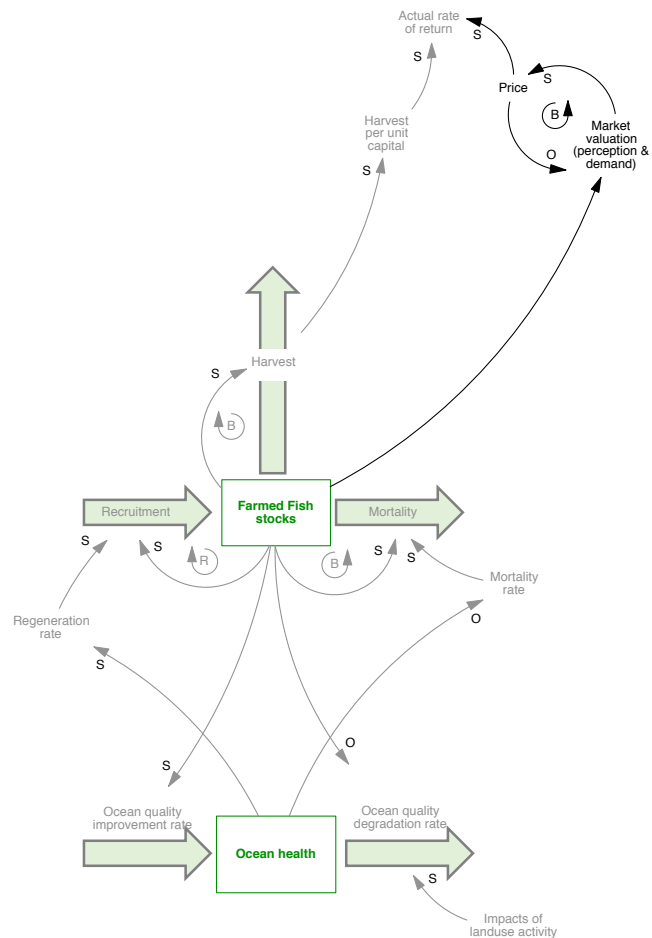 Actual rate
of return
S
Price
S
S
B
Market
valuation
(perception &
demand)
O
Harvest
per unit
capital
S
Harvest
S
B
Farmed Fish
stocks
Recruitment
Mortality
S
S
R
B
S
S
Mortality
rate
O
Regeneration
rate
S
S
O
Ocean quality
improvement rate
Ocean quality
degradation rate
Ocean health
S
Impacts of
landuse activity